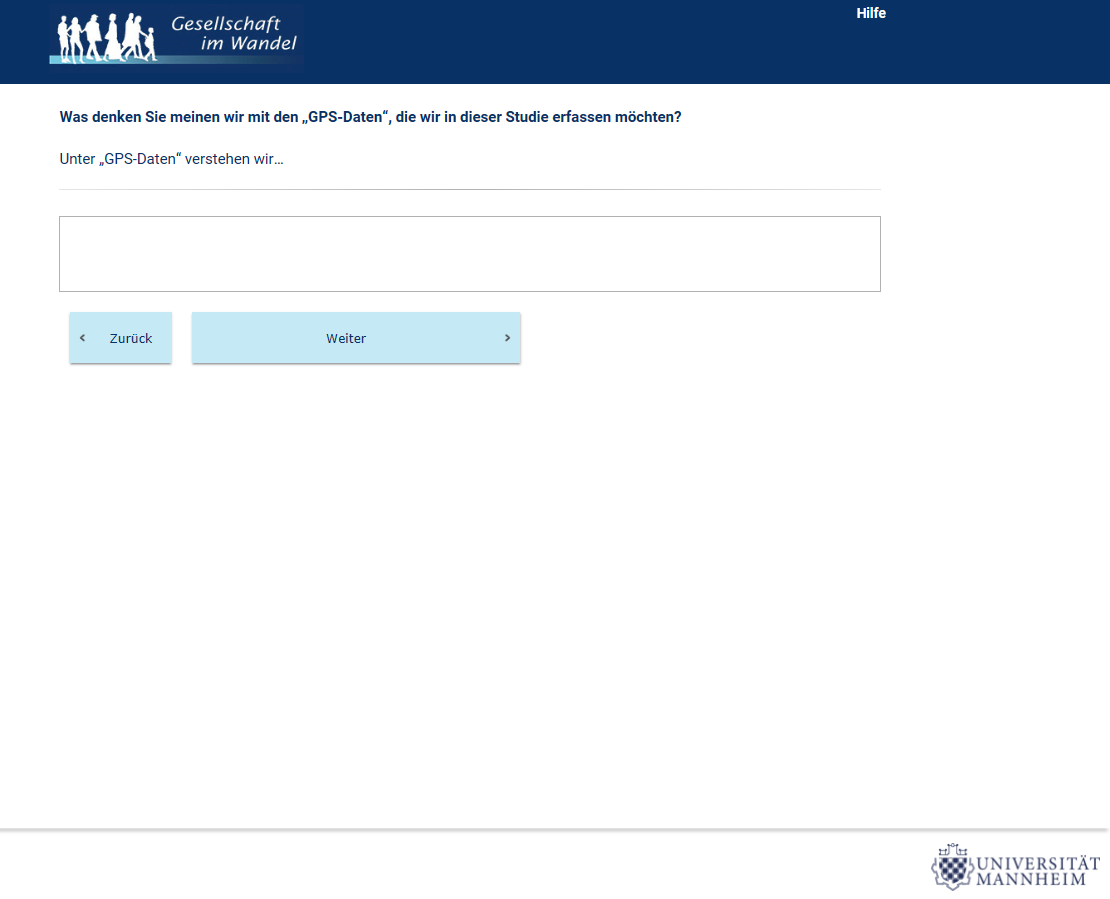 Gesellschaft
im Wandel
Hilfe
Was denken Sie meinen wir mit den „GPS-Daten“, die wir in dieser Studie erfassen möchten?
Unter „GPS-Daten“ verstehen wir…
Zurück
Weiter
UNIVERSITÄT
MANNHEIM